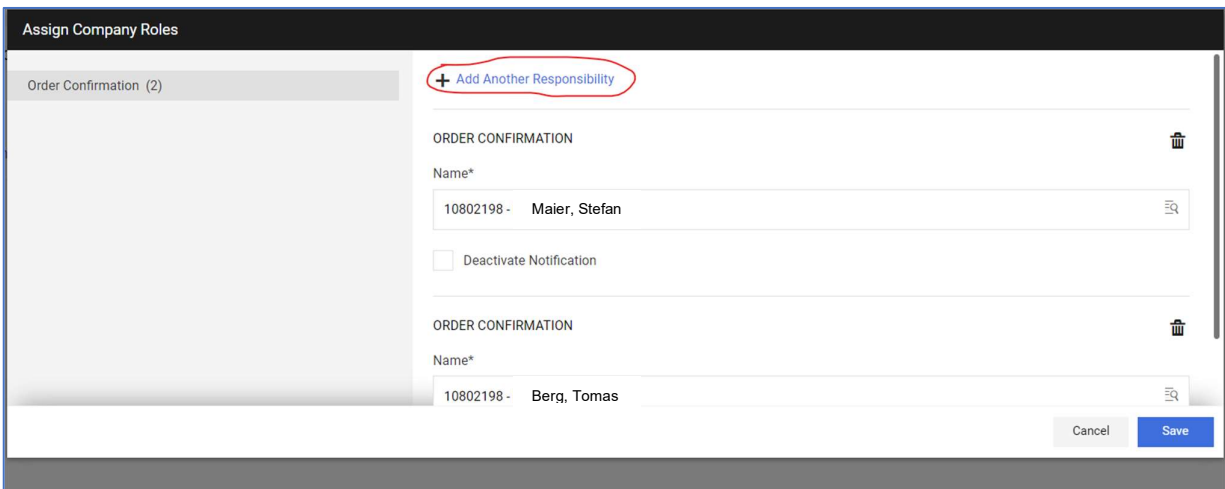 Assign Company Roles
Order Confirmation (2)
Add Another Responsibility
ORDER CONFIRMATION
Name*
10802198 - Maier, Stefan
Deactivate Notification
ORDER CONFIRMATION
Name*
10802198 - Berg, Tomas
Cancel
Save